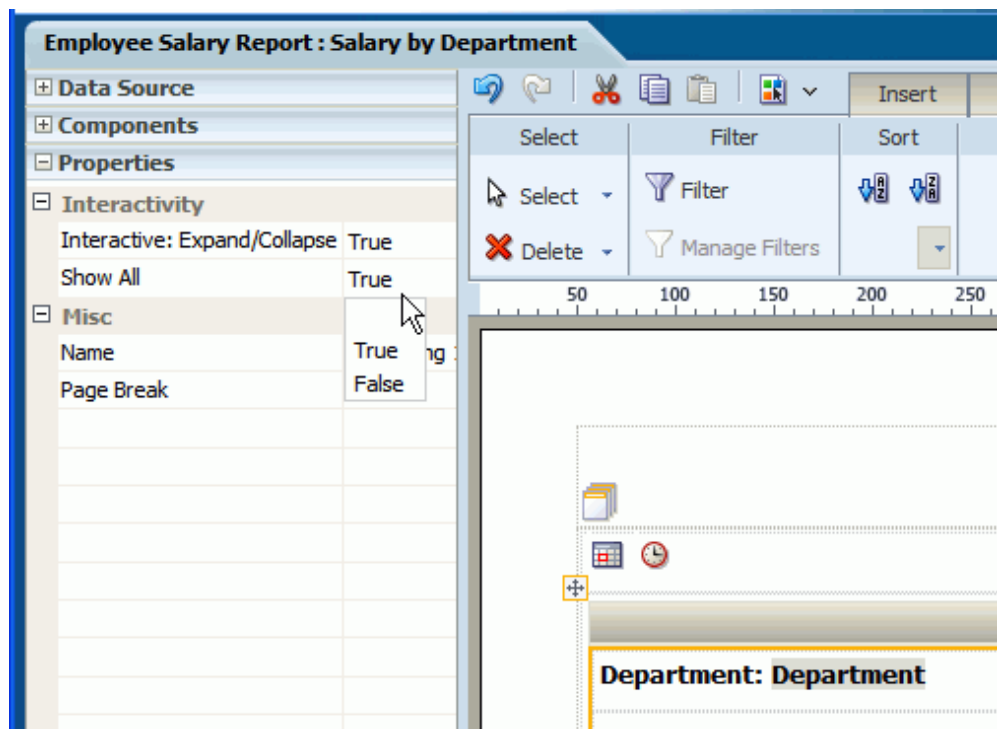 Employee Salary Report : Salary by Department
Data Source
Components
Properties
Interactivity
Interactive: Expand/Collapse True
Show All True
Misc
Name
Page Break
True
False
Insert
Select Filter Sort
Select Filter
Delete Manage Filters
50 100 150 200 250
Department: Department